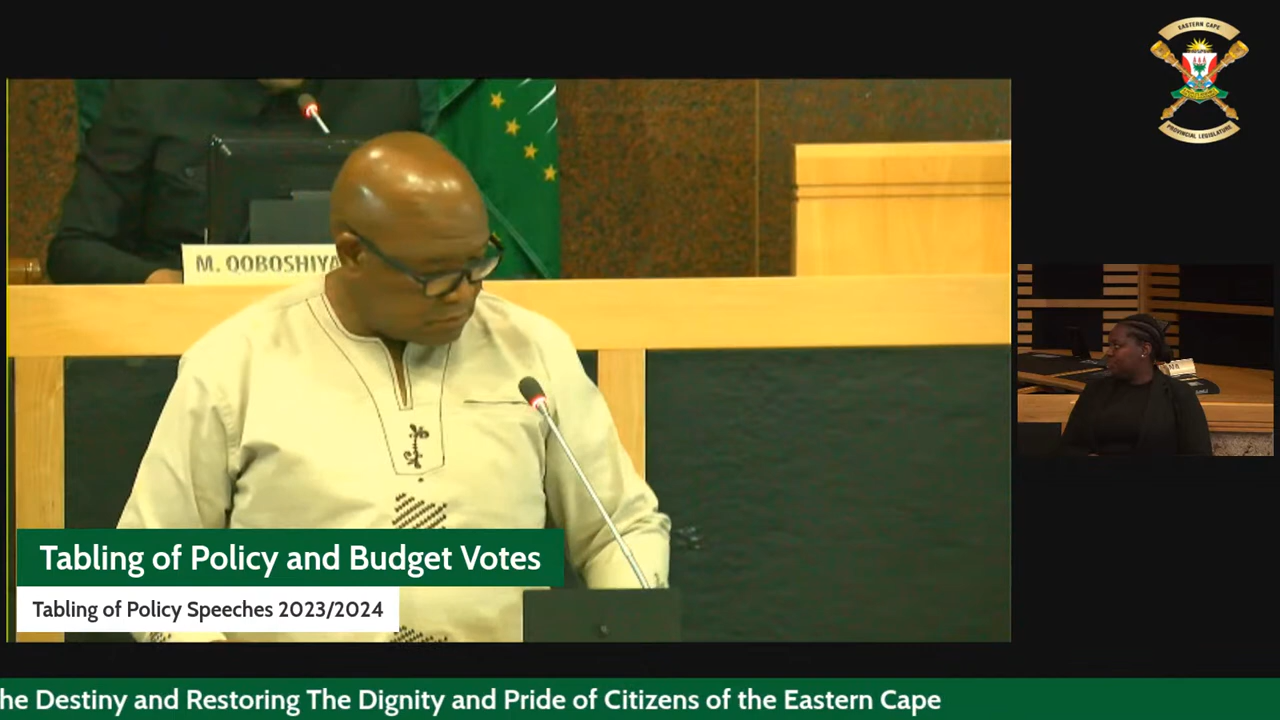 EASTERN CAPE
PROVINCIAL LEGISLATURE
M. QOBOSHIYA
Tabling of Policy and Budget Votes
Tabling of Policy Speeches 2023/2024
he Destiny and Restoring The Dignity and Pride of Citizens of the Eastern Cape